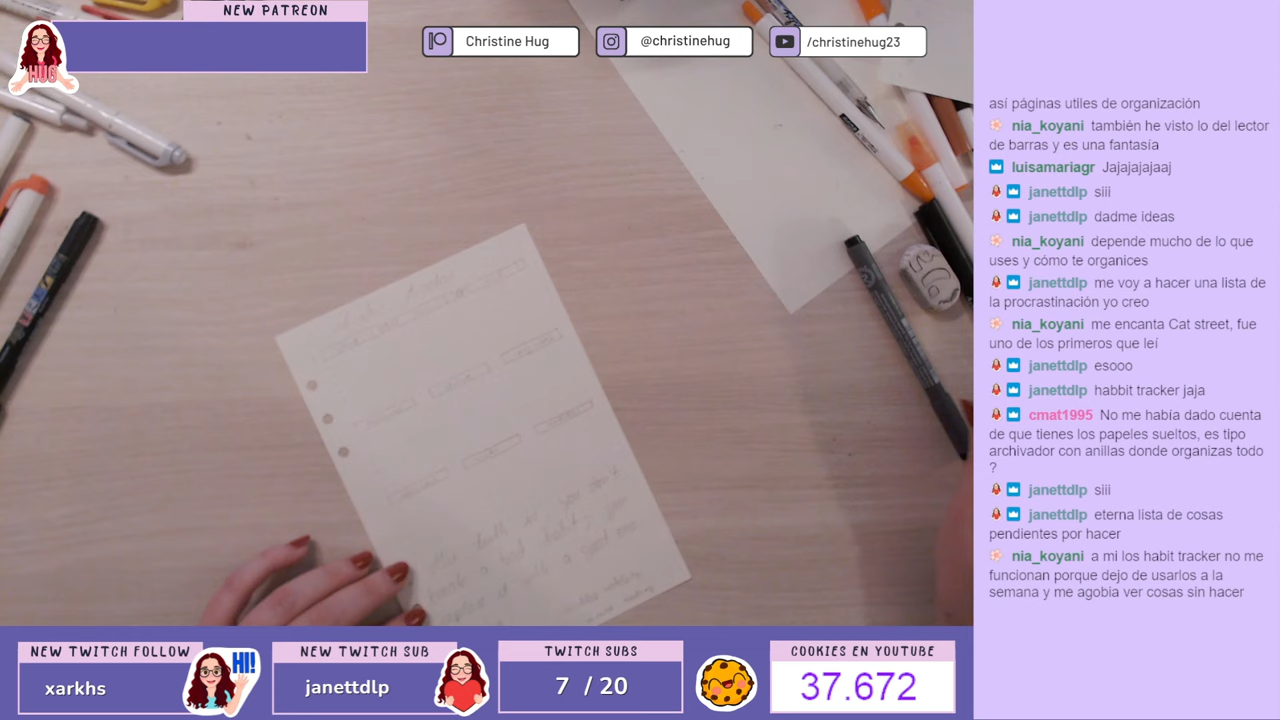 NEW PATREON
HUG
Christine Hug
@christinehug
/christinehug23
así páginas utiles de organización
nia_koyani también he visto lo del lector
de barras y es una fantasía
luisamariagr Jajajajajaaj
janettdlp siii
janettdlp dadme ideas
nia_koyani depende mucho de lo que
uses y cómo te organices
janettdlp me voy a hacer una lista de
la procrastinación yo creo
nia_koyani me encanta Cat street, fue
uno de los primeros que leí
janettdlp esooo
janettdlp habbit tracker jaja
cmat1995 No me había dado cuenta
de que tienes los papeles sueltos, es tipo
archivador con anillas donde organizas todo
?
janettdlp siii
janettdlp eterna lista de cosas
pendientes por hacer
nia_koyani a mi los habit tracker no me
funcionan porque dejo de usarlos a la
semana y me agobia ver cosas sin hacer
NEW TWITCH FOLLOW
xarkhs
HI!
NEW TWITCH SUB
janettdlp
TWITCH SUBS
7 / 20
COOKIES EN YOUTUBE
37.672